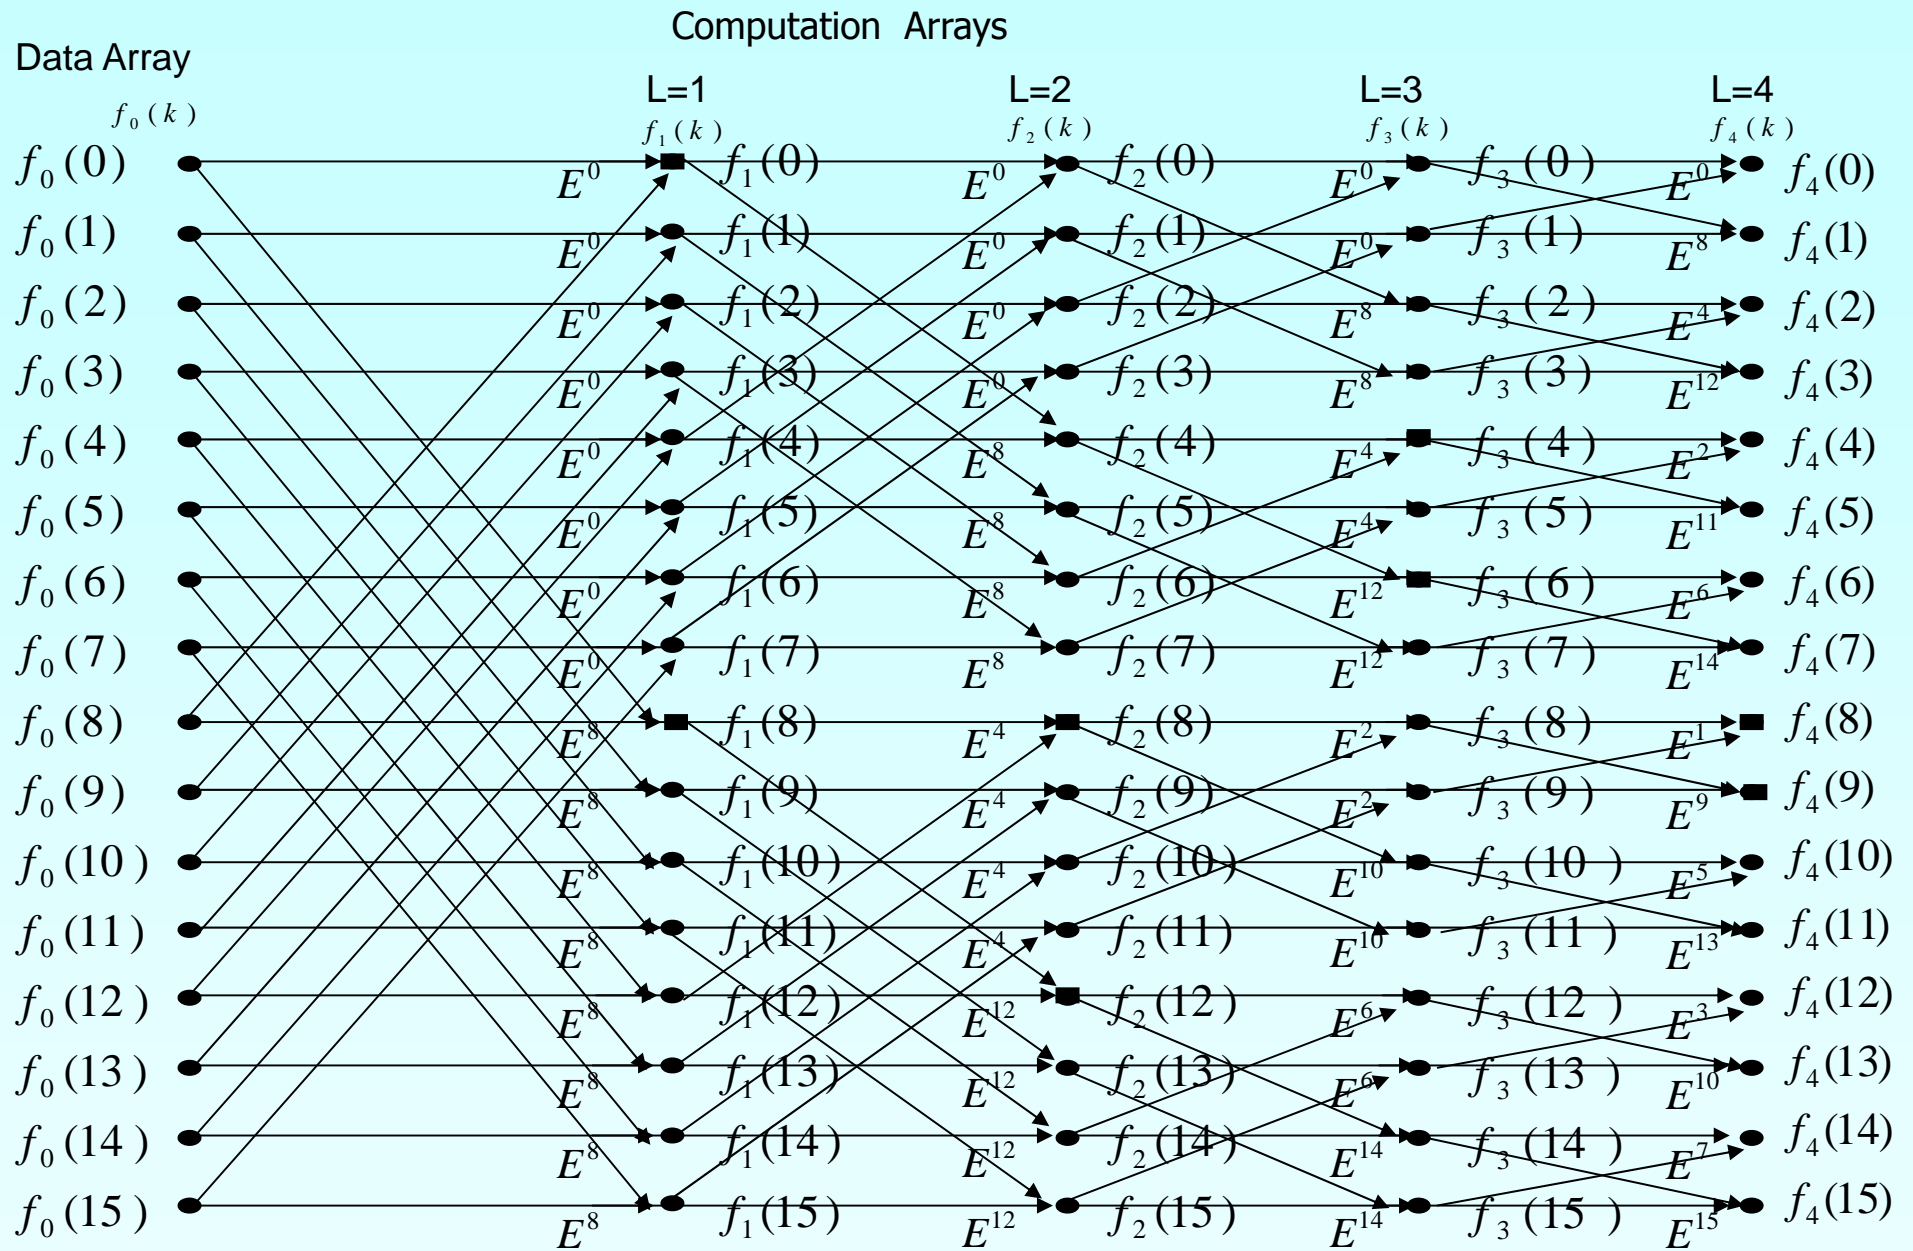 Computation Arrays
Data Array
L=1 L=2 L=3 L=4
f₀(k) f₁(k) f₂(k) f₃(k) f₄(k)
f₀(0) E⁰ f₁(0) E⁰ f₂(0) E⁰ f₃(0) E⁰ f₄(0)
f₀(1) E⁰ f₁(1) E⁰ f₂(1) E⁰ f₃(1) E⁸ f₄(1)
f₀(2) E⁰ f₁(2) E⁰ f₂(2) E⁸ f₃(2) E⁴ f₄(2)
f₀(3) E⁰ f₁(3) E⁰ f₂(3) E⁸ f₃(3) E¹² f₄(3)
f₀(4) E⁰ f₁(4) E⁸ f₂(4) E⁴ f₃(4) E² f₄(4)
f₀(5) E⁰ f₁(5) E⁸ f₂(5) E⁴ f₃(5) E¹¹ f₄(5)
f₀(6) E⁰ f₁(6) E⁸ f₂(6) E¹² f₃(6) E⁶ f₄(6)
f₀(7) E⁰ f₁(7) E⁸ f₂(7) E¹² f₃(7) E¹⁴ f₄(7)
f₀(8) E⁸ f₁(8) E⁴ f₂(8) E² f₃(8) E¹ f₄(8)
f₀(9) E⁸ f₁(9) E⁴ f₂(9) E² f₃(9) E⁹ f₄(9)
f₀(10) E⁸ f₁(10) E⁴ f₂(10) E¹⁰ f₃(10) E⁵ f₄(10)
f₀(11) E⁸ f₁(11) E⁴ f₂(11) E¹⁰ f₃(11) E¹³ f₄(11)
f₀(12) E⁸ f₁(12) E¹² f₂(12) E⁶ f₃(12) E³ f₄(12)
f₀(13) E⁸ f₁(13) E¹² f₂(13) E⁶ f₃(13) E¹⁰ f₄(13)
f₀(14) E⁸ f₁(14) E¹² f₂(14) E¹⁴ f₃(14) E⁷ f₄(14)
f₀(15) E⁸ f₁(15) E¹² f₂(15) E¹⁴ f₃(15) E¹⁵ f₄(15)